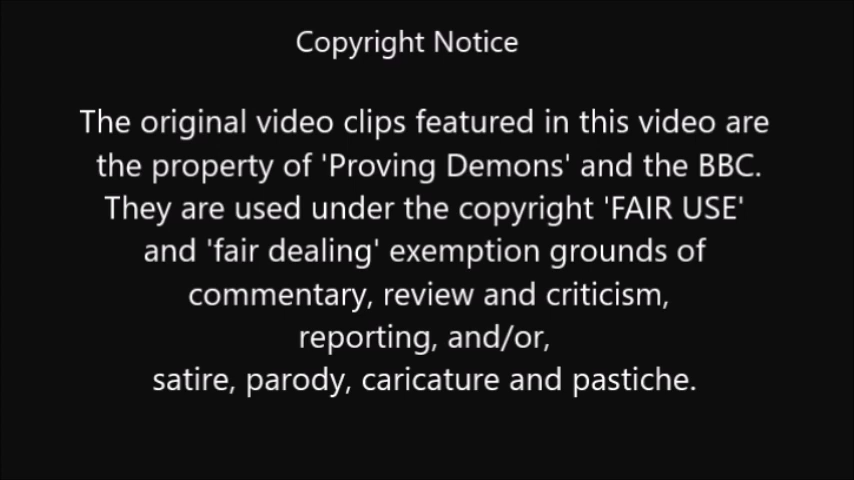 Copyright Notice
The original video clips featured in this video are
the property of 'Proving Demons' and the BBC.
They are used under the copyright 'FAIR USE'
and 'fair dealing' exemption grounds of
commentary, review and criticism,
reporting, and/or,
satire, parody, caricature and pastiche.